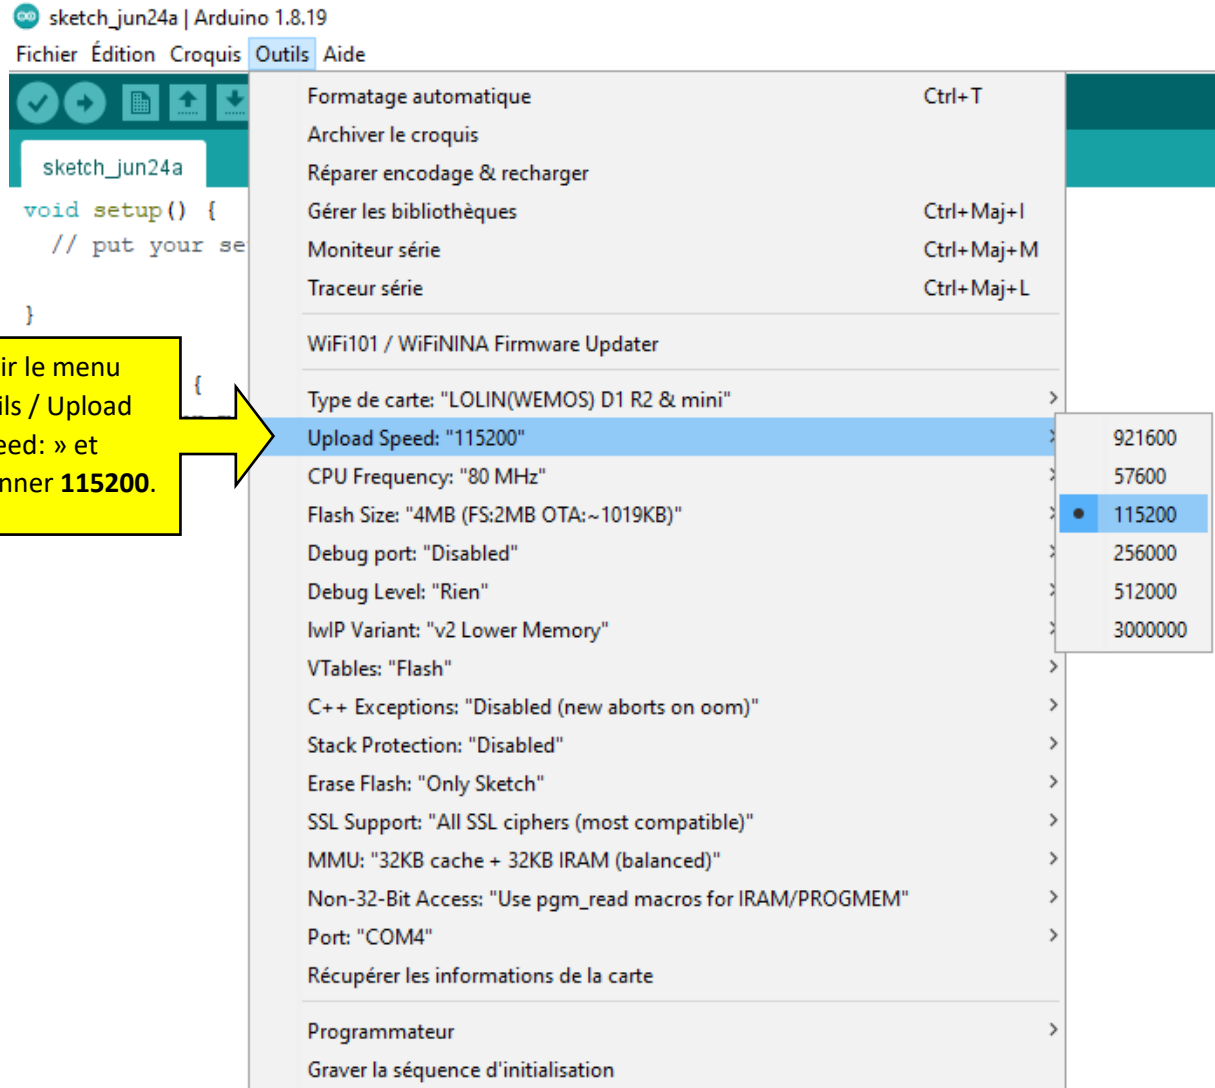 sketch_jun24a | Arduino 1.8.19
Fichier Édition Croquis Outils Aide
sketch_jun24a
void setup() {
// put your se
}
{
ir le menu
ils / Upload
eed: » et
nner 115200.
Formatage automatique Ctrl+T
Archiver le croquis
Réparer encodage & recharger
Gérer les bibliothèques Ctrl+Maj+I
Moniteur série Ctrl+Maj+M
Traceur série Ctrl+Maj+L
WiFi101 / WiFiNINA Firmware Updater
Type de carte: "LOLIN(WEMOS) D1 R2 & mini"
Upload Speed: "115200"
CPU Frequency: "80 MHz"
Flash Size: "4MB (FS:2MB OTA:~1019KB)"
Debug port: "Disabled"
Debug Level: "Rien"
lwIP Variant: "v2 Lower Memory"
VTables: "Flash"
C++ Exceptions: "Disabled (new aborts on oom)"
Stack Protection: "Disabled"
Erase Flash: "Only Sketch"
SSL Support: "All SSL ciphers (most compatible)"
MMU: "32KB cache + 32KB IRAM (balanced)"
Non-32-Bit Access: "Use pgm_read macros for IRAM/PROGMEM"
Port: "COM4"
Récupérer les informations de la carte
Programmateur
Graver la séquence d'initialisation
921600
57600
115200
256000
512000
3000000